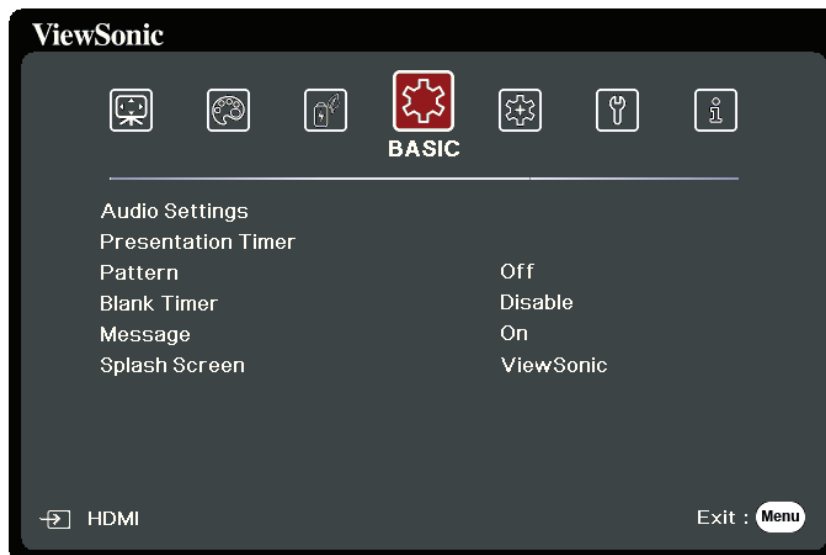 ViewSonic
BASIC
Audio Settings
Presentation Timer
Pattern Off
Blank Timer Disable
Message On
Splash Screen ViewSonic
HDMI Exit : Menu